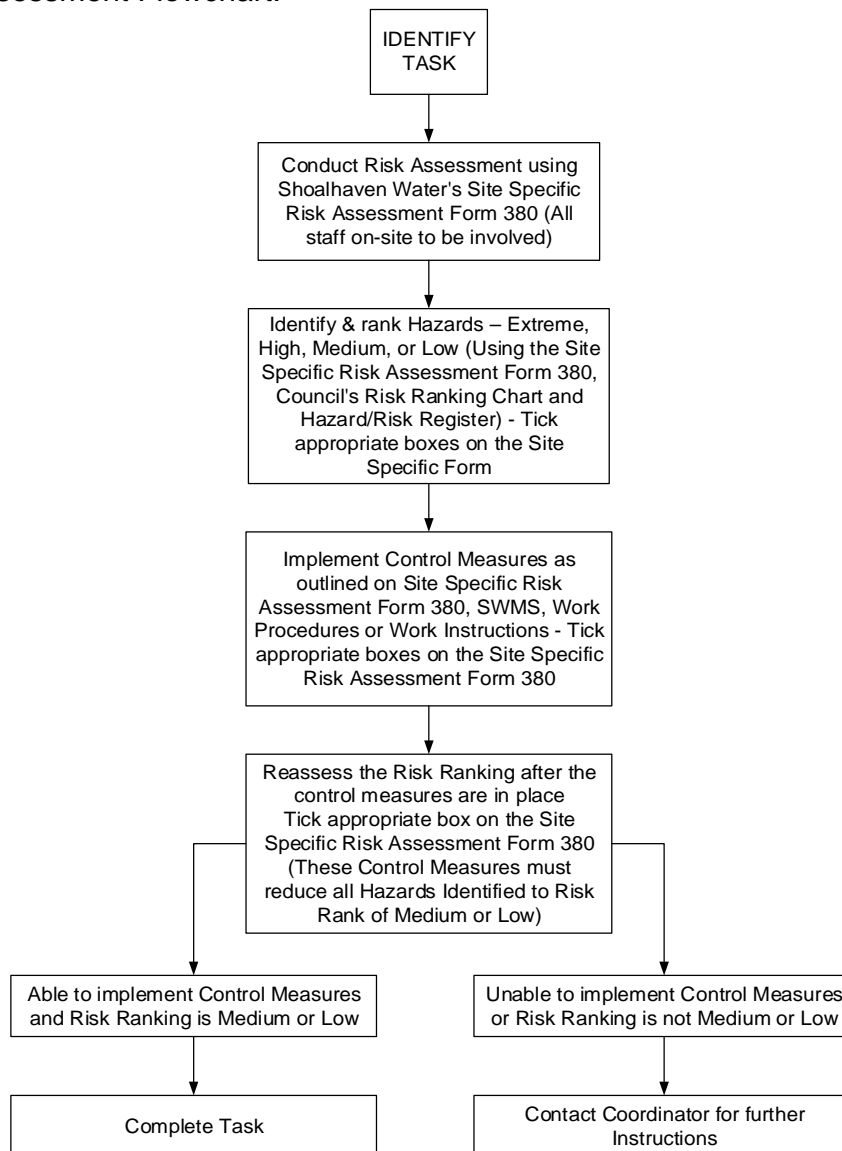 IDENTIFY
TASK
Conduct Risk Assessment using
Shoalhaven Water's Site Specific
Risk Assessment Form 380 (All
staff on-site to be involved)
Identify & rank Hazards – Extreme,
High, Medium, or Low (Using the Site
Specific Risk Assessment Form 380,
Council's Risk Ranking Chart and
Hazard/Risk Register) - Tick
appropriate boxes on the Site
Specific Form
Implement Control Measures as
outlined on Site Specific Risk
Assessment Form 380, SWMS, Work
Procedures or Work Instructions - Tick
appropriate boxes on the Site Specific
Risk Assessment Form 380
Reassess the Risk Ranking after the
control measures are in place
Tick appropriate box on the Site
Specific Risk Assessment Form 380
(These Control Measures must
reduce all Hazards Identified to Risk
Rank of Medium or Low)
Able to implement Control Measures
and Risk Ranking is Medium or Low
Unable to implement Control Measures
or Risk Ranking is not Medium or Low
Complete Task
Contact Coordinator for further
Instructions